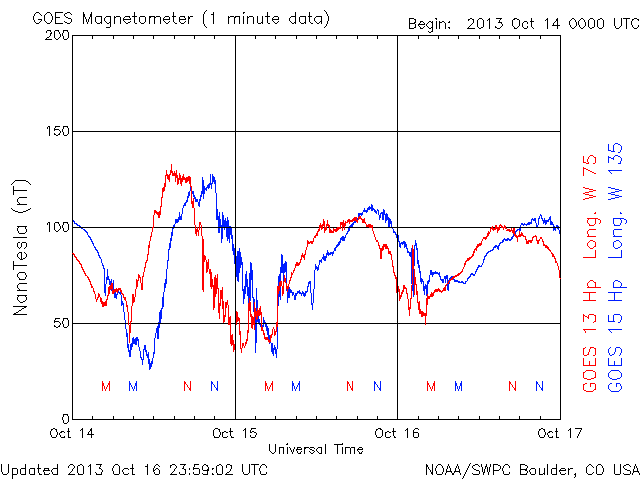 GOES Magnetometer (1 minute data)
Begin: 2013 Oct 14 0000 UTC
200
150
100
50
0
NanoTesla (nT)
M M N N M M N N M M N N
Oct 14 Oct 15 Oct 16 Oct 17
Universal Time
GOES 13 Hp Long. W 75
GOES 15 Hp Long. W 135
Updated 2013 Oct 16 23:59:02 UTC
NOAA/SWPC Boulder, CO USA